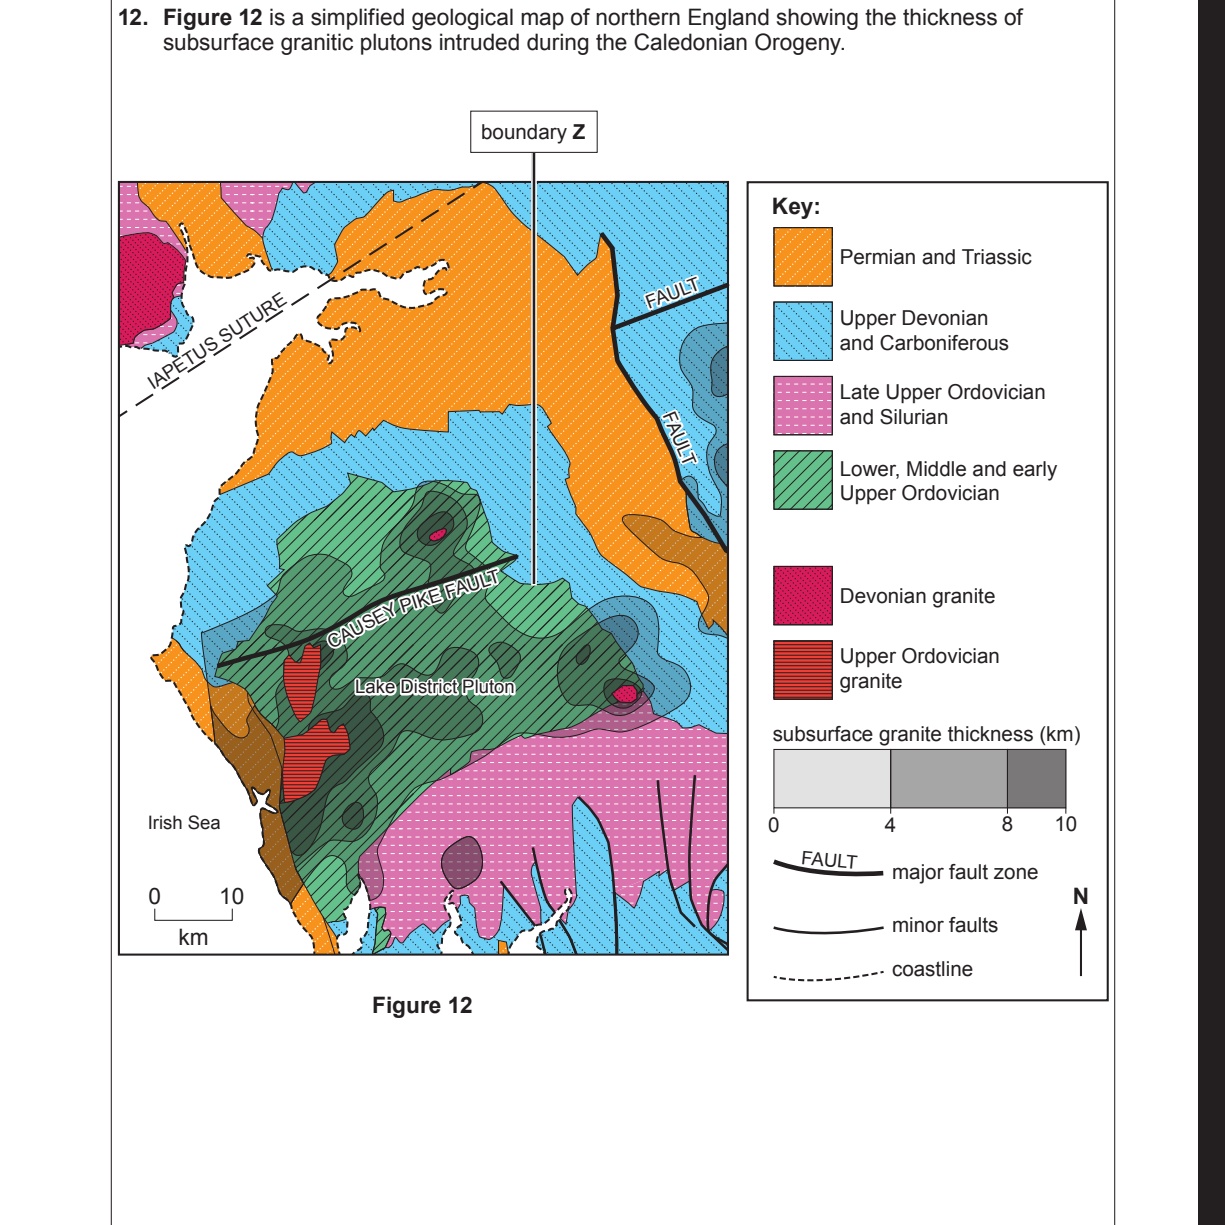 12. Figure 12 is a simplified geological map of northern England showing the thickness of
subsurface granitic plutons intruded during the Caledonian Orogeny.
boundary Z
IAPETUS SUTURE
FAULT
FAULT
CAUSEY PIKE FAULT
Lake District Pluton
Irish Sea
0 10
km
Key:
Permian and Triassic
Upper Devonian
and Carboniferous
Late Upper Ordovician
and Silurian
Lower, Middle and early
Upper Ordovician
Devonian granite
Upper Ordovician
granite
subsurface granite thickness (km)
0 4 8 10
FAULT
major fault zone
minor faults
coastline
N
Figure 12